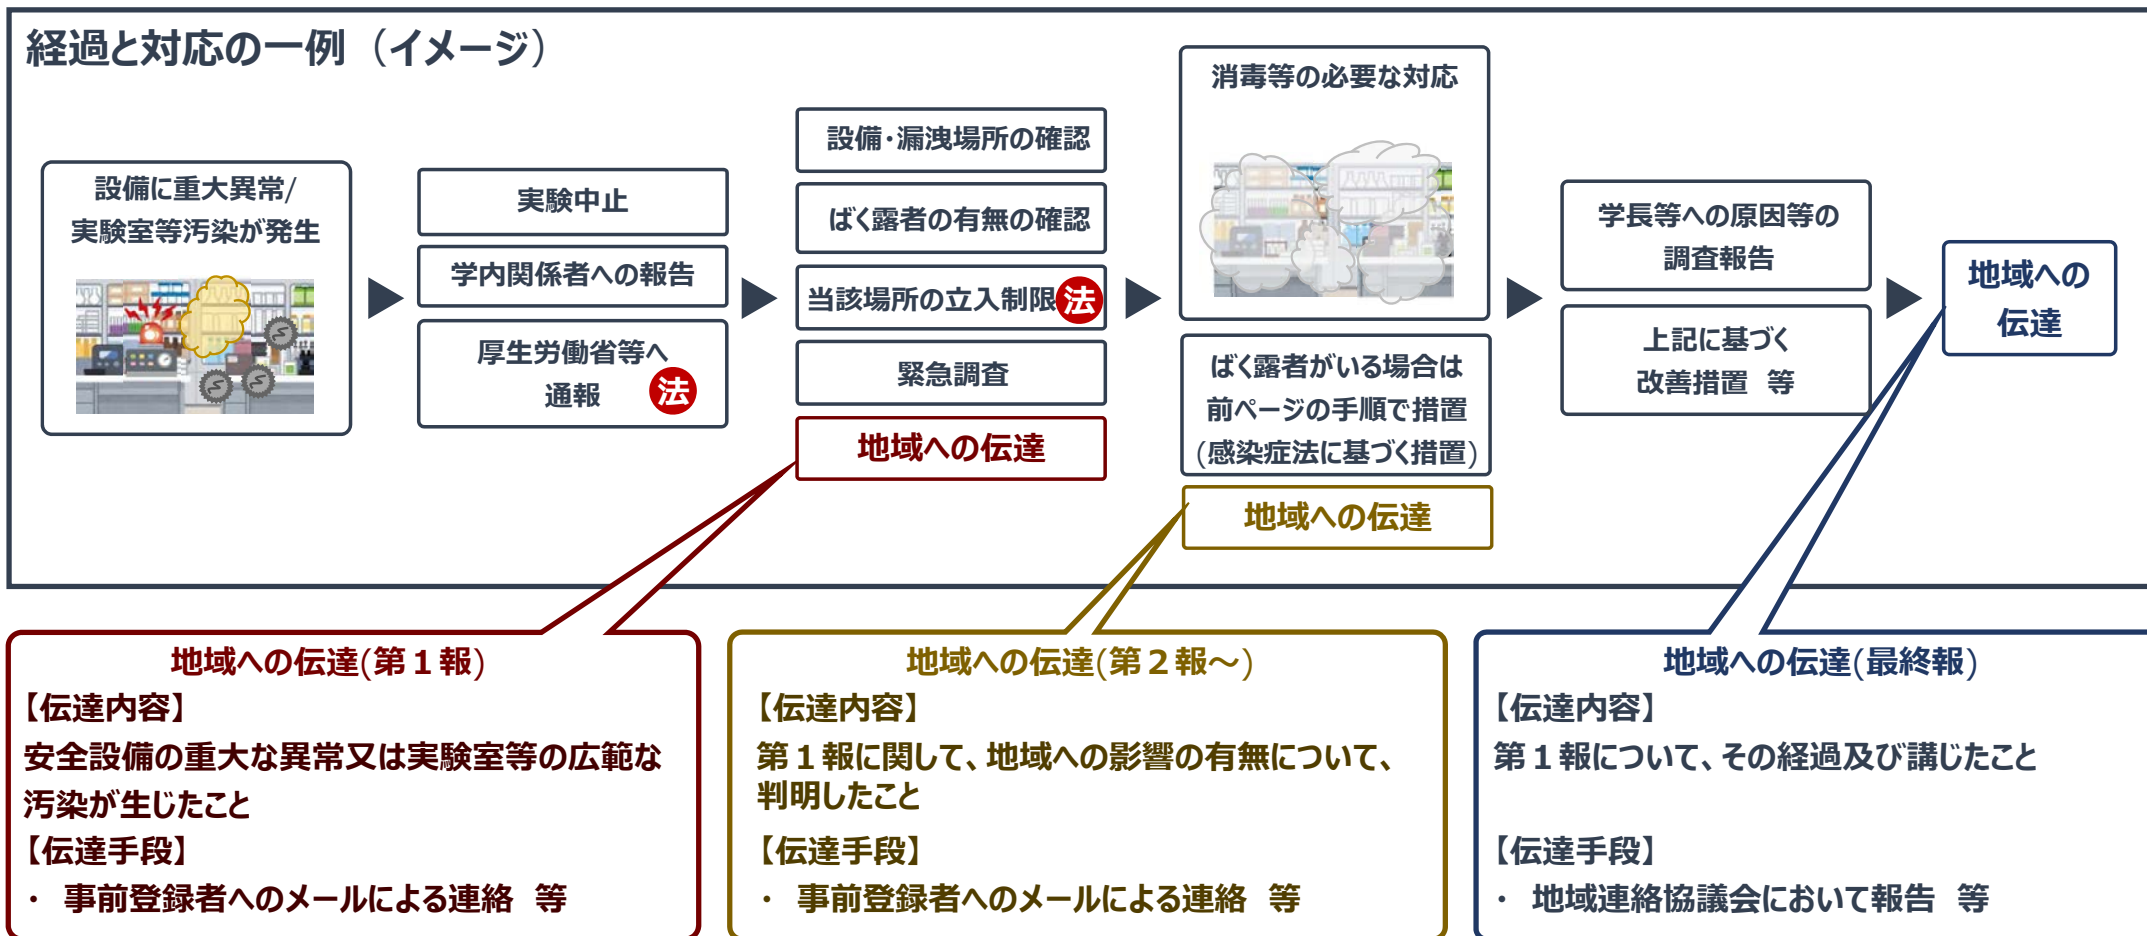 経過と対応の一例（イメージ）
設備に重大異常/
実験室等汚染が発生
実験中止
学内関係者への報告
厚生労働省等へ
通報
法
設備・漏洩場所の確認
ばく露者の有無の確認
当該場所の立入制限
法
緊急調査
地域への伝達
消毒等の必要な対応
ばく露者がいる場合は
前ページの手順で措置
(感染症法に基づく措置)
地域への伝達
学長等への原因等の
調査報告
上記に基づく
改善措置　等
地域への
伝達
地域への伝達(第１報)
【伝達内容】
安全設備の重大な異常又は実験室等の広範な
汚染が生じたこと
【伝達手段】
・ 事前登録者へのメールによる連絡　等
地域への伝達(第２報～)
【伝達内容】
第１報に関して、地域への影響の有無について、
判明したこと
【伝達手段】
・ 事前登録者へのメールによる連絡　等
地域への伝達(最終報)
【伝達内容】
第１報について、その経過及び講じたこと
【伝達手段】
・ 地域連絡協議会において報告　等